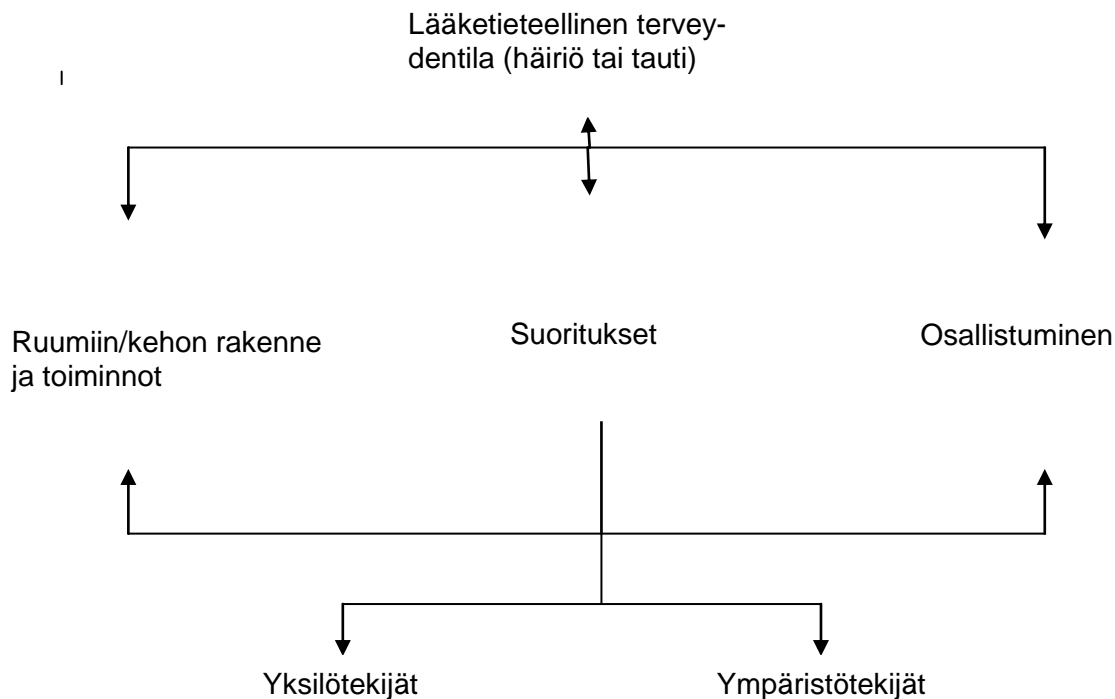 Lääketieteellinen tervey-
dentila (häiriö tai tauti)
Ruumiin/kehon rakenne
ja toiminnot
Suoritukset
Osallistuminen
Yksilötekijät
Ympäristötekijät